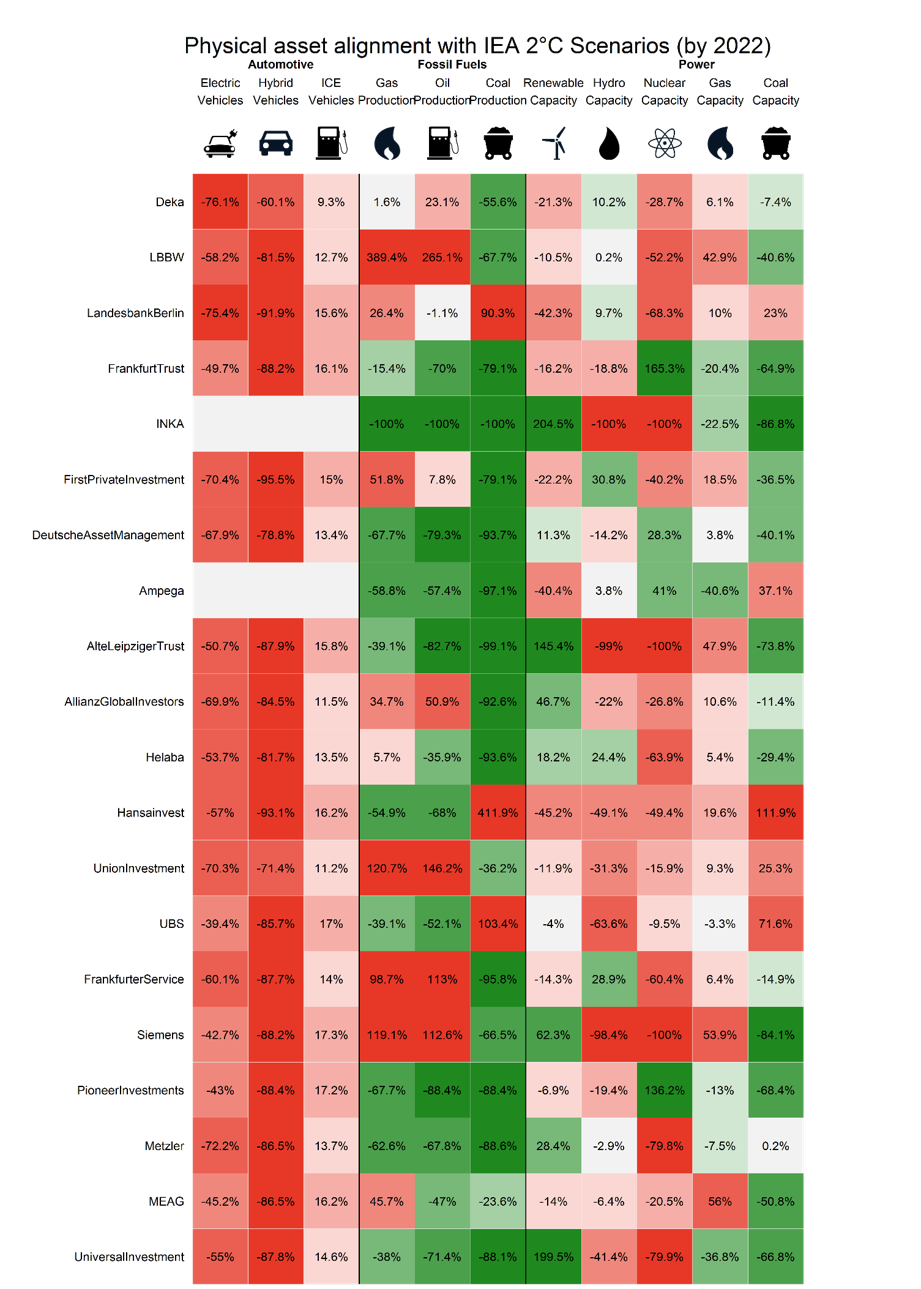 Physical asset alignment with IEA 2°C Scenarios (by 2022)
Automotive Fossil Fuels Power
Electric Hybrid ICE Gas Oil Coal Renewable Hydro Nuclear Gas Coal
Vehicles Vehicles Vehicles Production Production Production Capacity Capacity Capacity Capacity Capacity
Deka -76.1% -60.1% 9.3% 1.6% 23.1% -55.6% -21.3% 10.2% -28.7% 6.1% -7.4%
LBBW -58.2% -81.5% 12.7% 389.4% 265.1% -67.7% -10.5% 0.2% -52.2% 42.9% -40.6%
LandesbankBerlin -75.4% -91.9% 15.6% 26.4% -1.1% 90.3% -42.3% 9.7% -68.3% 10% 23%
FrankfurtTrust -49.7% -88.2% 16.1% -15.4% -70% -79.1% -16.2% -18.8% 165.3% -20.4% -64.9%
INKA -100% -100% -100% 204.5% -100% -100% -22.5% -86.8%
FirstPrivateInvestment -70.4% -95.5% 15% 51.8% 7.8% -79.1% -22.2% 30.8% -40.2% 18.5% -36.5%
DeutscheAssetManagement -67.9% -78.8% 13.4% -67.7% -79.3% -93.7% 11.3% -14.2% 28.3% 3.8% -40.1%
Ampega -58.8% -57.4% -97.1% -40.4% 3.8% 41% -40.6% 37.1%
AlteLeipzigerTrust -50.7% -87.9% 15.8% -39.1% -82.7% -99.1% 145.4% -99% -100% 47.9% -73.8%
AllianzGlobalInvestors -69.9% -84.5% 11.5% 34.7% 50.9% -92.6% 46.7% -22% -26.8% 10.6% -11.4%
Helaba -53.7% -81.7% 13.5% 5.7% -35.9% -93.6% 18.2% 24.4% -63.9% 5.4% -29.4%
Hansainvest -57% -93.1% 16.2% -54.9% -68% 411.9% -45.2% -49.1% -49.4% 19.6% 111.9%
UnionInvestment -70.3% -71.4% 11.2% 120.7% 146.2% -36.2% -11.9% -31.3% -15.9% 9.3% 25.3%
UBS -39.4% -85.7% 17% -39.1% -52.1% 103.4% -4% -63.6% -9.5% -3.3% 71.6%
FrankfurterService -60.1% -87.7% 14% 98.7% 113% -95.8% -14.3% 28.9% -60.4% 6.4% -14.9%
Siemens -42.7% -88.2% 17.3% 119.1% 112.6% -66.5% 62.3% -98.4% -100% 53.9% -84.1%
PioneerInvestments -43% -88.4% 17.2% -67.7% -88.4% -88.4% -6.9% -19.4% 136.2% -13% -68.4%
Metzler -72.2% -86.5% 13.7% -62.6% -67.8% -88.6% 28.4% -2.9% -79.8% -7.5% 0.2%
MEAG -45.2% -86.5% 16.2% 45.7% -47% -23.6% -14% -6.4% -20.5% 56% -50.8%
UniversalInvestment -55% -87.8% 14.6% -38% -71.4% -88.1% 199.5% -41.4% -79.9% -36.8% -66.8%